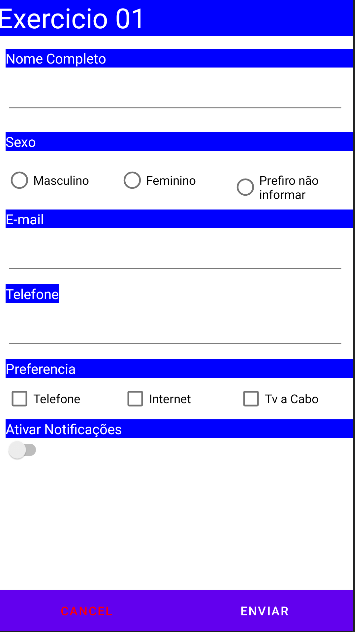 Exercicio 01
Nome Completo
Sexo
Masculino
Feminino
Prefiro não
informar
E-mail
Telefone
Preferencia
Telefone
Internet
Tv a Cabo
Ativar Notificações
CANCEL
ENVIAR